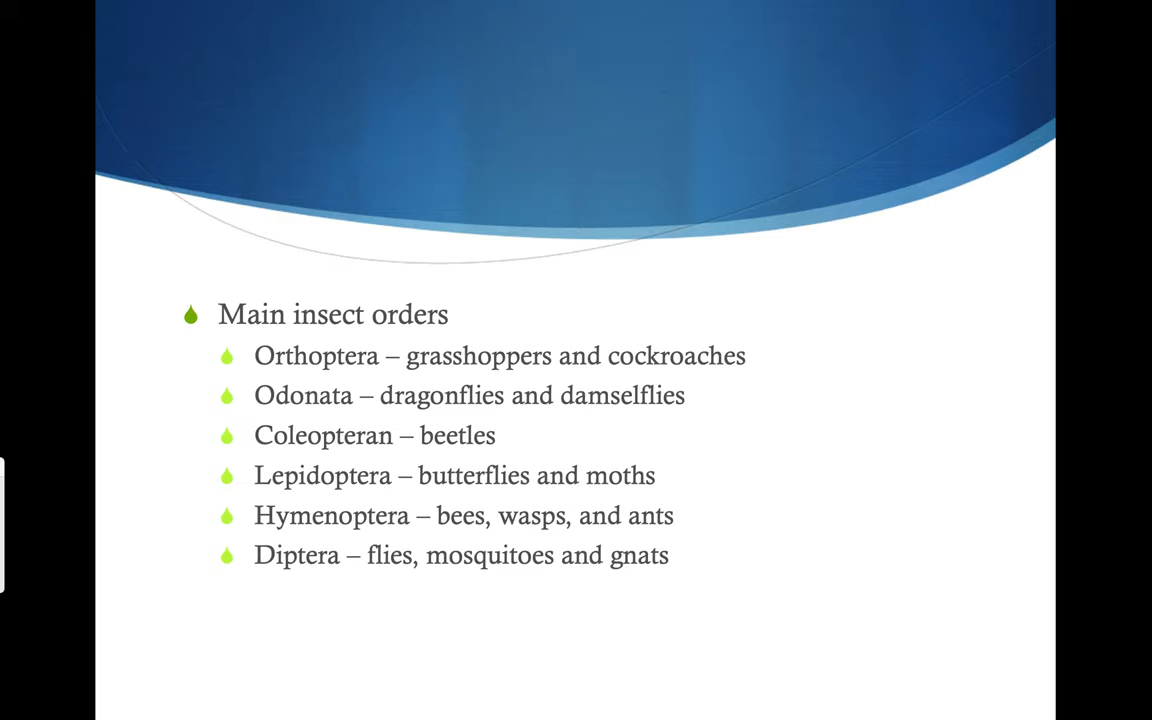 Main insect orders
Orthoptera – grasshoppers and cockroaches
Odonata – dragonflies and damselflies
Coleopteran – beetles
Lepidoptera – butterflies and moths
Hymenoptera – bees, wasps, and ants
Diptera – flies, mosquitoes and gnats